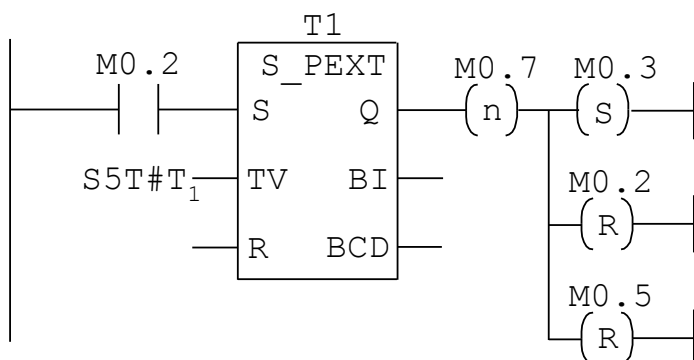 T1
M0.2
S_PEXT
M0.7
M0.3
S
Q
(n)
(S)
S5T#T₁
TV
BI
M0.2
R
BCD
(R)
M0.5
(R)